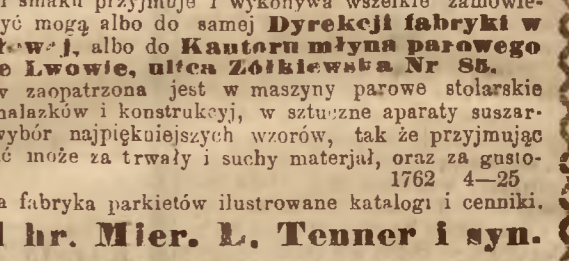 smaku przyjmuje i wykonywa wszelkie zamówie-
yć mogą albo do samej Dyrekcji fabryki w
albo do Kantoru młyna parowego
e Lwowie, ulica Żółkiewska Nr 85.
w zaopatrzona jest w maszyny parowe stolarskie
nalazków i konstrukcyj, w sztuczne aparaty suszar-
wybór najpiękniejszych wzorów, tak że przyjmując
ć może za trwały i suchy materjał, oraz za gusto-
1762 4—25
a fabryka parkietów ilustrowane katalogi i cenniki.
hr. Mier. L. Tenner i syn.